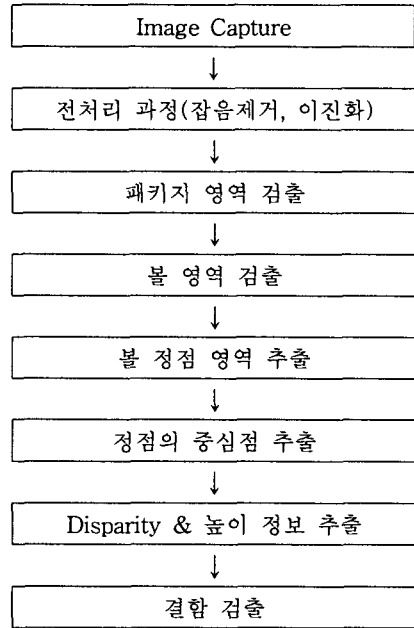 Image Capture
↓
전처리 과정(잡음제거, 이진화)
↓
패키지 영역 검출
↓
볼 영역 검출
↓
볼 정점 영역 추출
↓
정점의 중심점 추출
↓
Disparity & 높이 정보 추출
↓
결함 검출